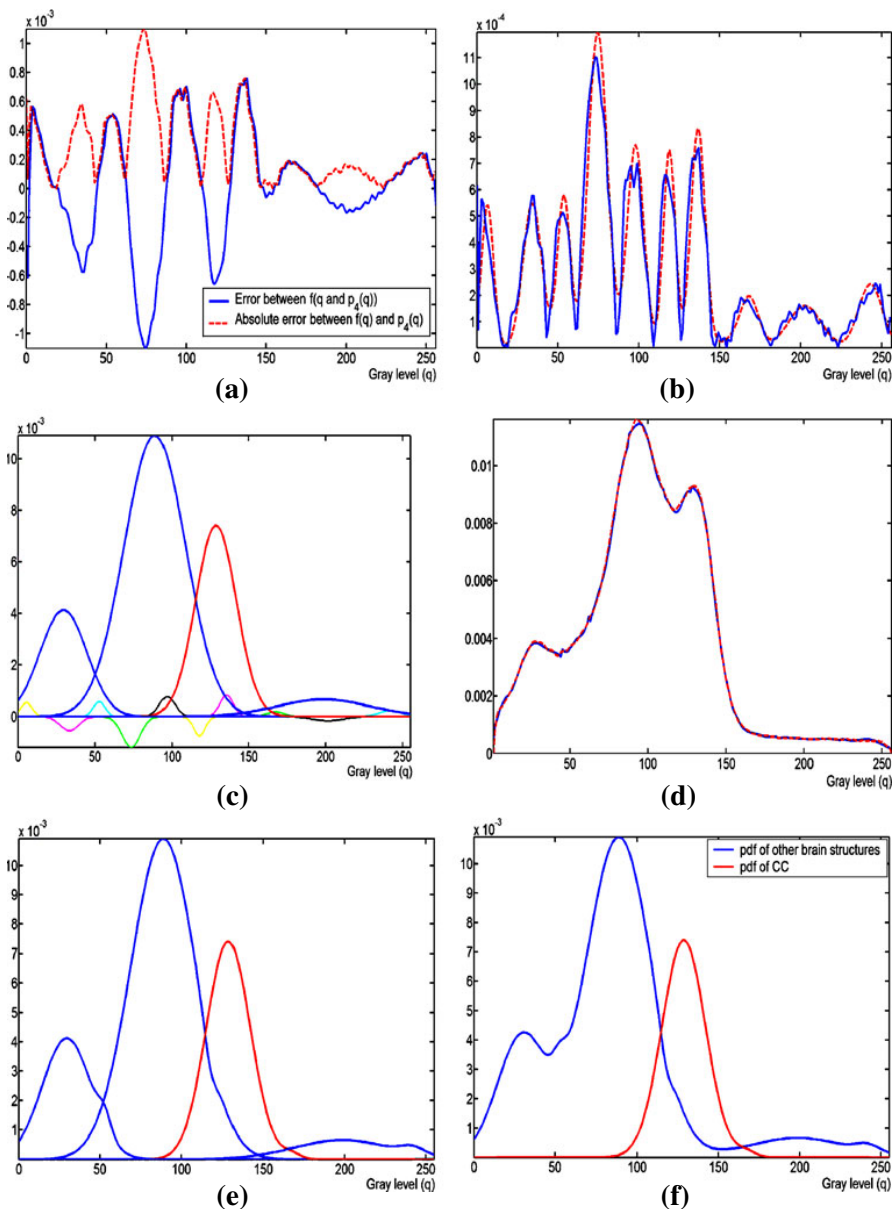 x 10^-3
1
0.8
0.6
0.4
0.2
0
-0.2
-0.4
-0.6
-0.8
-1
Error between f(q and p_4(q))
Absolute error between f(q) and p_4(q)
0 50 100 150 200 250
Gray level (q)
(a)
x 10^-4
11
10
9
8
7
6
5
4
3
2
1
0 50 100 150 200 250
Gray level (q)
(b)
x 10^-3
10
8
6
4
2
0
0 50 100 150 200 250
Gray level (q)
(c)
0.01
0.008
0.006
0.004
0.002
0
50 100 150 200 250
Gray level (q)
(d)
x 10^-3
10
9
8
7
6
5
4
3
2
1
0 50 100 150 200 250
Gray level (q)
(e)
x 10^-3
10
9
8
7
6
5
4
3
2
1
pdf of other brain structures
pdf of CC
0 50 100 150 200 250
Gray level (q)
(f)